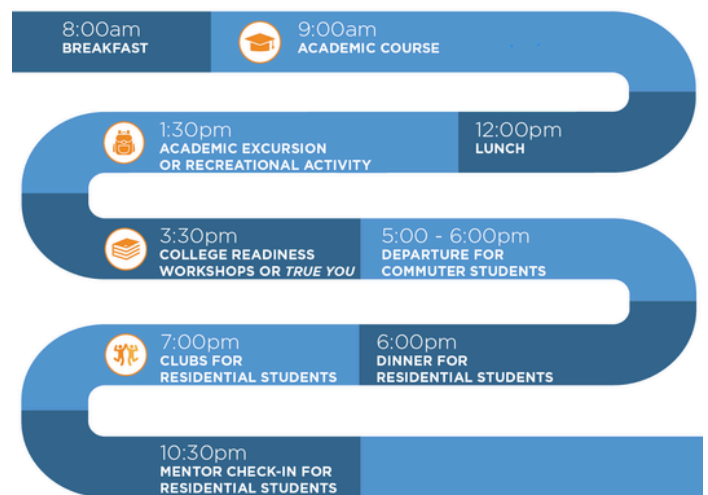 8:00am
BREAKFAST
9:00am
ACADEMIC COURSE
12:00pm
LUNCH
1:30pm
ACADEMIC EXCURSION
OR RECREATIONAL ACTIVITY
3:30pm
COLLEGE READINESS
WORKSHOPS OR TRUE YOU
5:00 - 6:00pm
DEPARTURE FOR
COMMUTER STUDENTS
6:00pm
DINNER FOR
RESIDENTIAL STUDENTS
7:00pm
CLUBS FOR
RESIDENTIAL STUDENTS
10:30pm
MENTOR CHECK-IN FOR
RESIDENTIAL STUDENTS